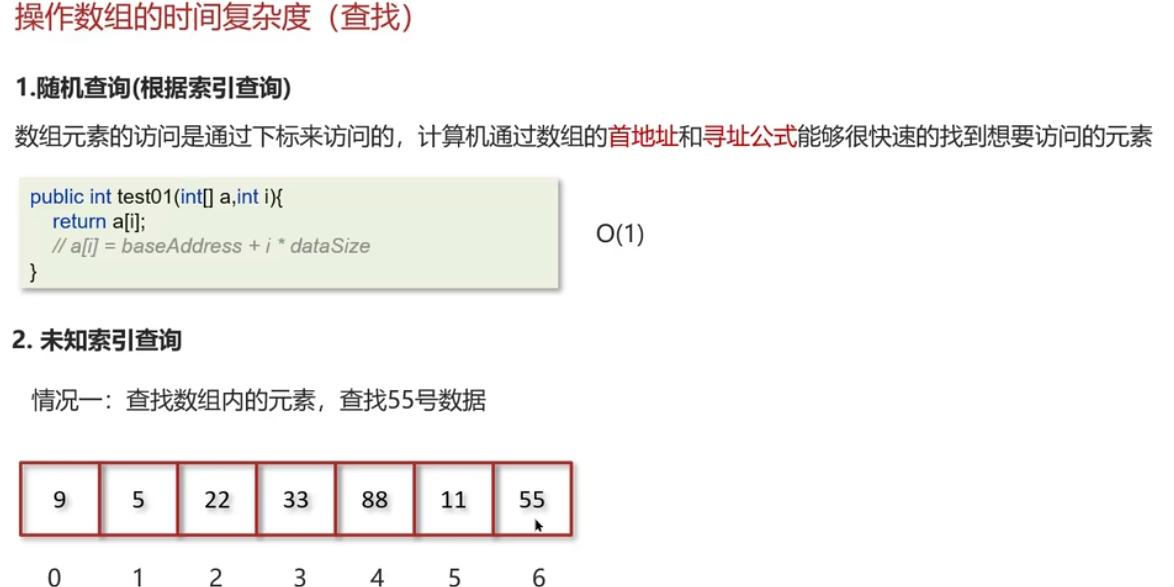 操作数组的时间复杂度（查找）
1.随机查询(根据索引查询)
数组元素的访问是通过下标来访问的，计算机通过数组的首地址和寻址公式能够很快速的找到想要访问的元素
public int test01(int[] a,int i){
return a[i];
// a[i] = baseAddress + i * dataSize
}
O(1)
2. 未知索引查询
情况一：查找数组内的元素，查找55号数据
9 5 22 33 88 11 55
0 1 2 3 4 5 6